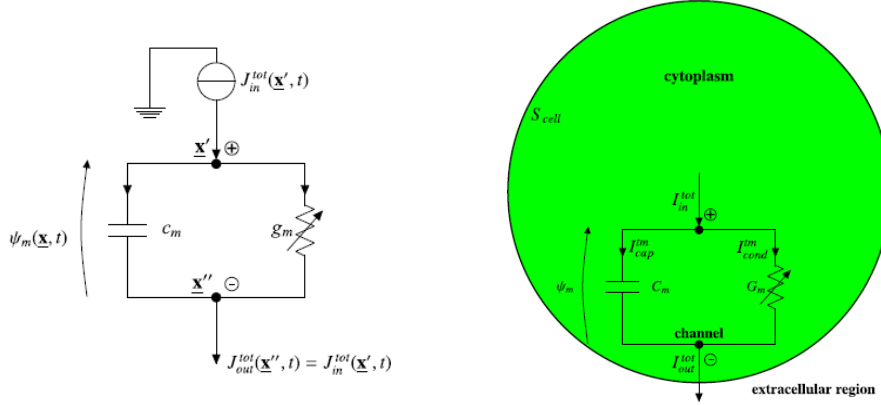 J_in^tot(x′, t)
x′ ⊕
ψ_m(x, t)
c_m
g_m
x″ ⊖
J_out^tot(x″, t) = J_in^tot(x′, t)
cytoplasm
S_cell
I_in^tot
⊕
I_cap^tm
I_cond^tm
ψ_m
C_m
G_m
channel
I_out^tot ⊖
extracellular region